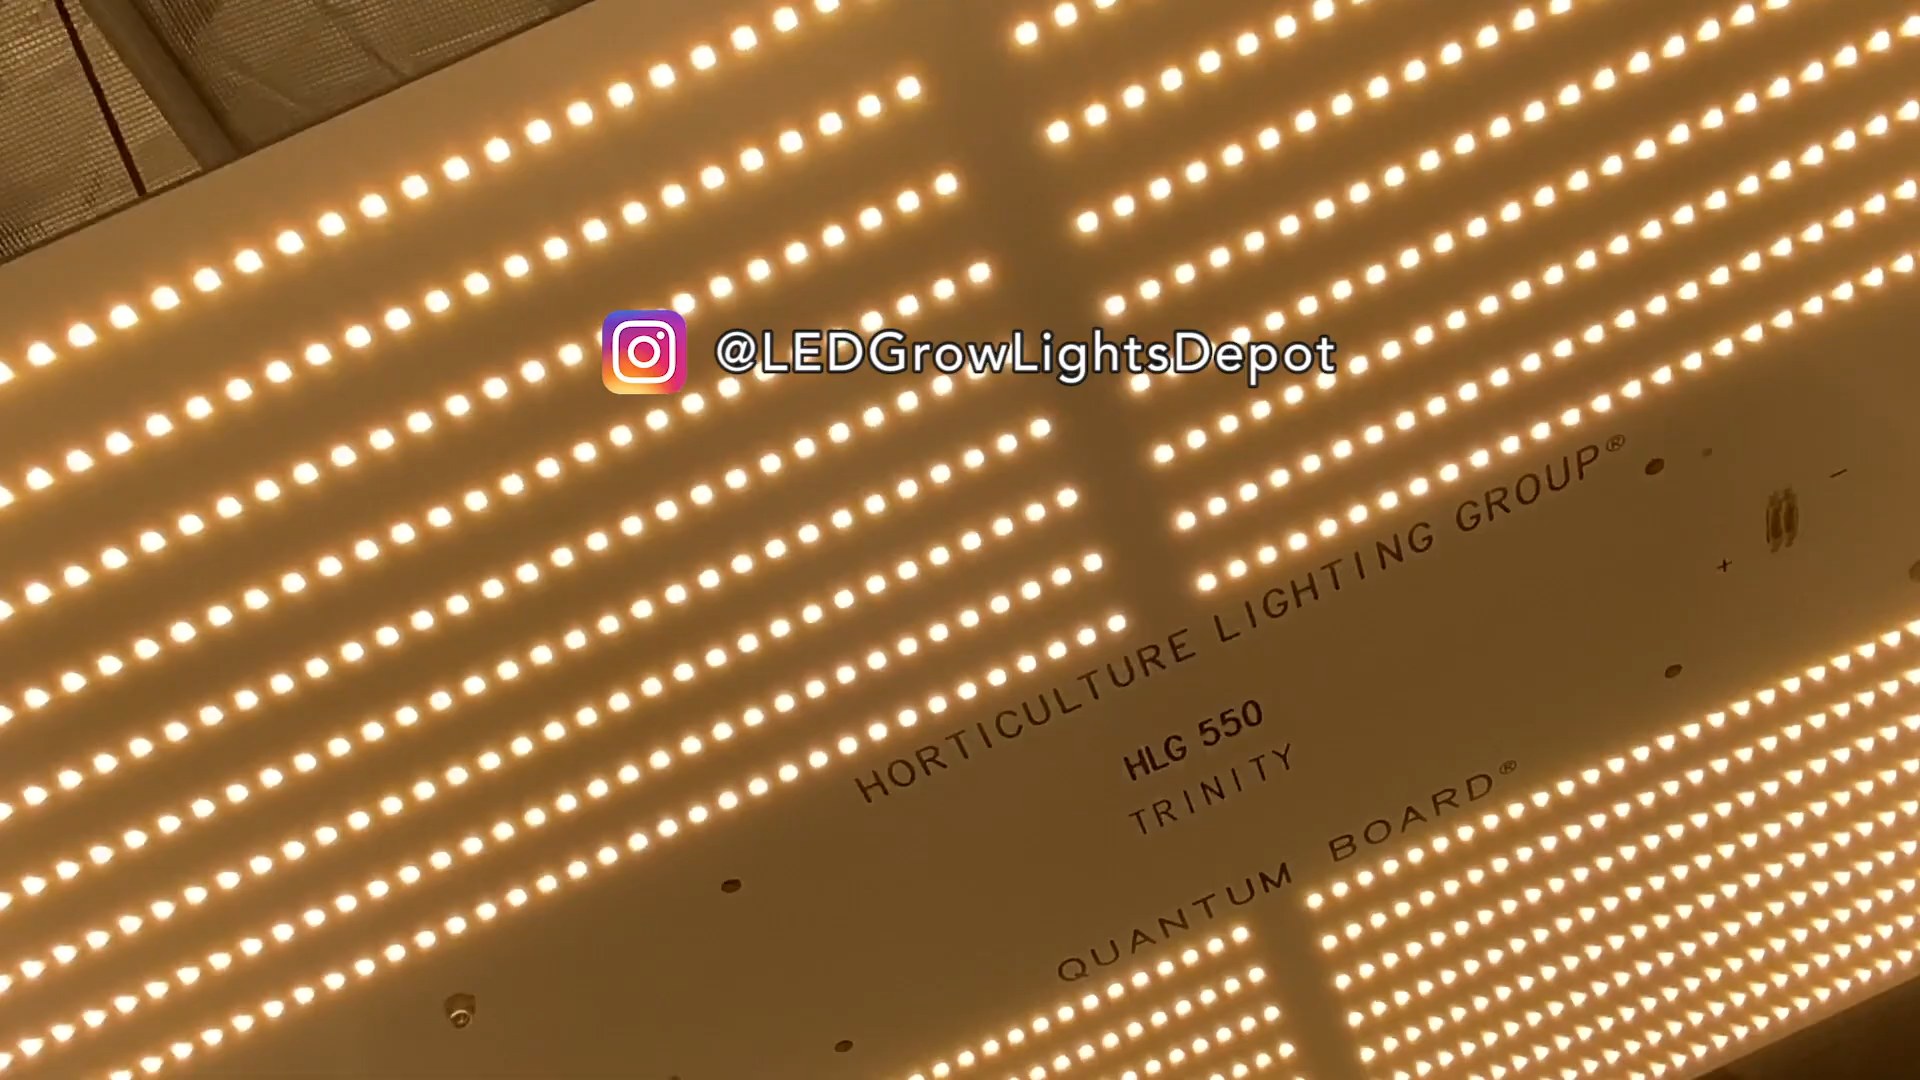 @LEDGrowLightsDepot
HORTICULTURE LIGHTING GROUP®
HLG 550
TRINITY
QUANTUM BOARD®
+ −